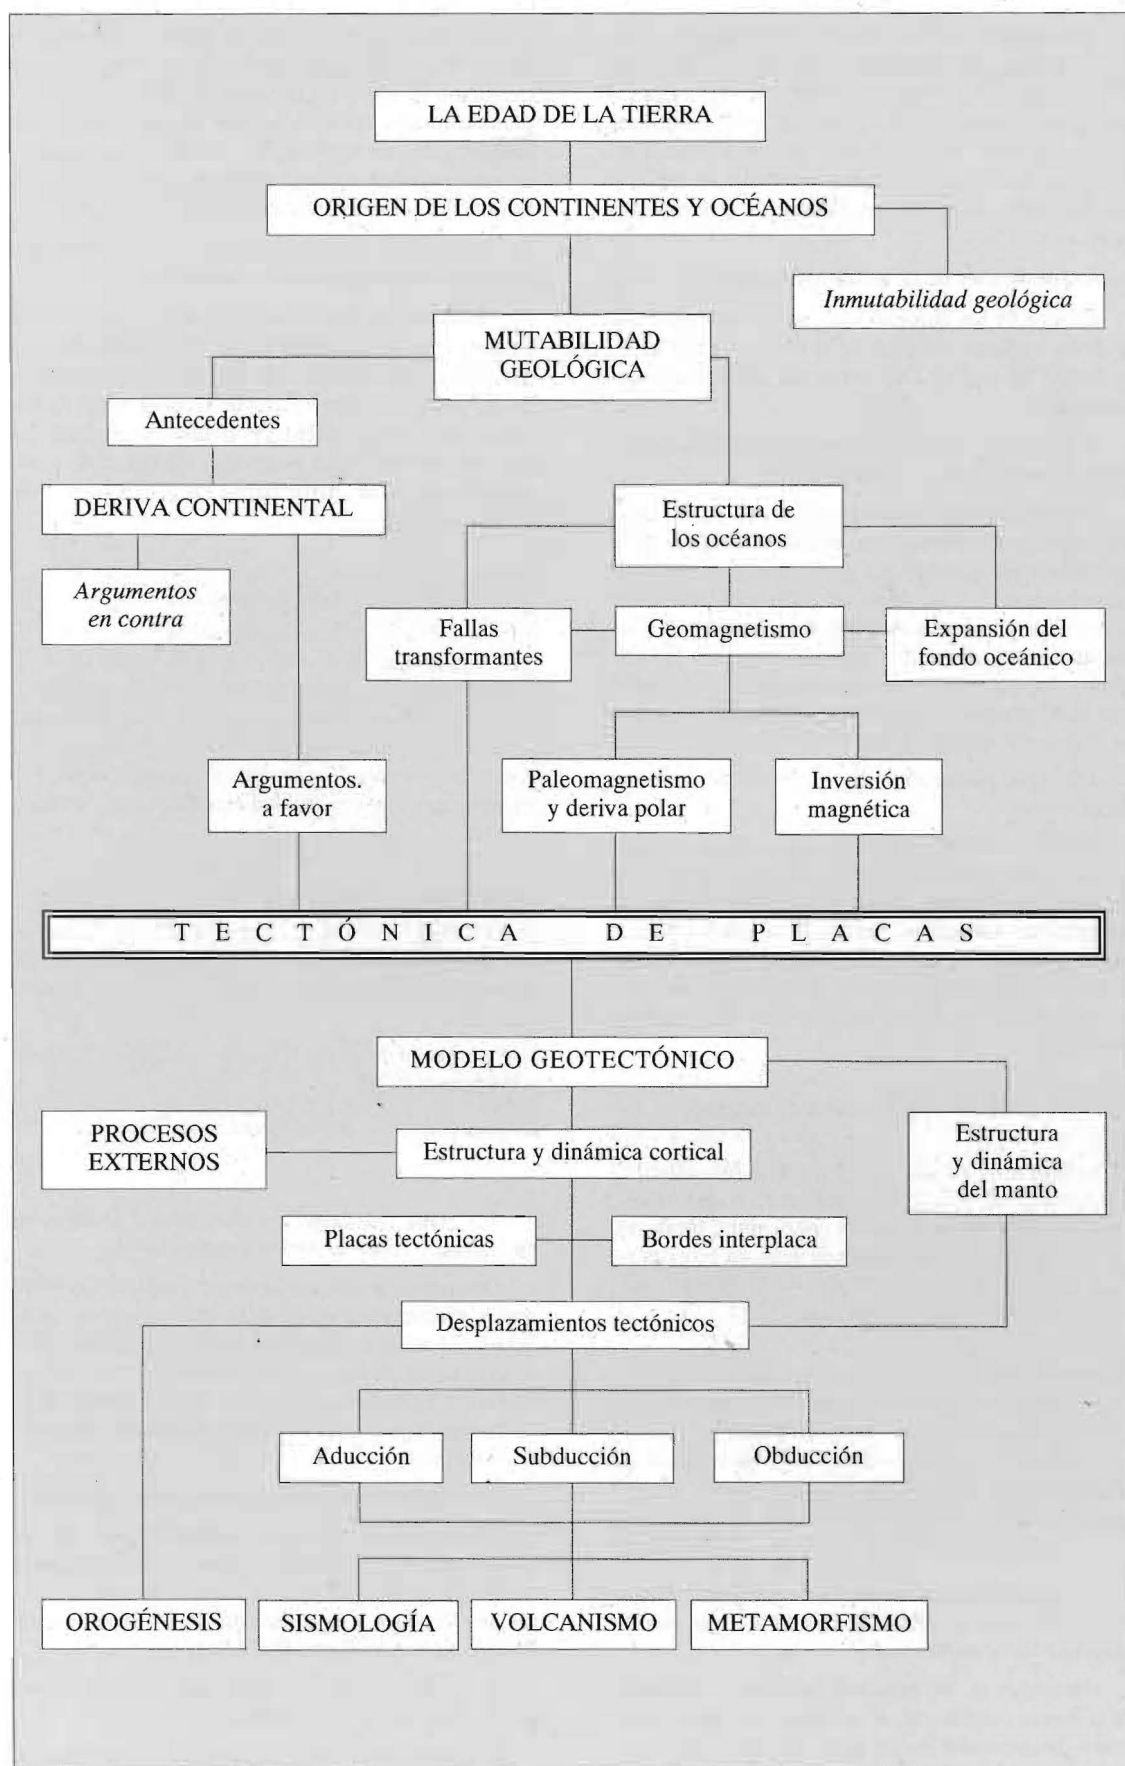 LA EDAD DE LA TIERRA
ORIGEN DE LOS CONTINENTES Y OCÉANOS
Inmutabilidad geológica
MUTABILIDAD
GEOLÓGICA
Antecedentes
DERIVA CONTINENTAL
Estructura de
los océanos
Argumentos
en contra
Fallas
transformantes
Geomagnetismo
Expansión del
fondo oceánico
Argumentos.
a favor
Paleomagnetismo
y deriva polar
Inversión
magnética
TECTÓNICA DE PLACAS
MODELO GEOTECTÓNICO
PROCESOS
EXTERNOS
Estructura y dinámica cortical
Estructura
y dinámica
del manto
Placas tectónicas
Bordes interplaca
Desplazamientos tectónicos
Aducción
Subducción
Obducción
OROGÉNESIS
SISMOLOGÍA
VOLCANISMO
METAMORFISMO